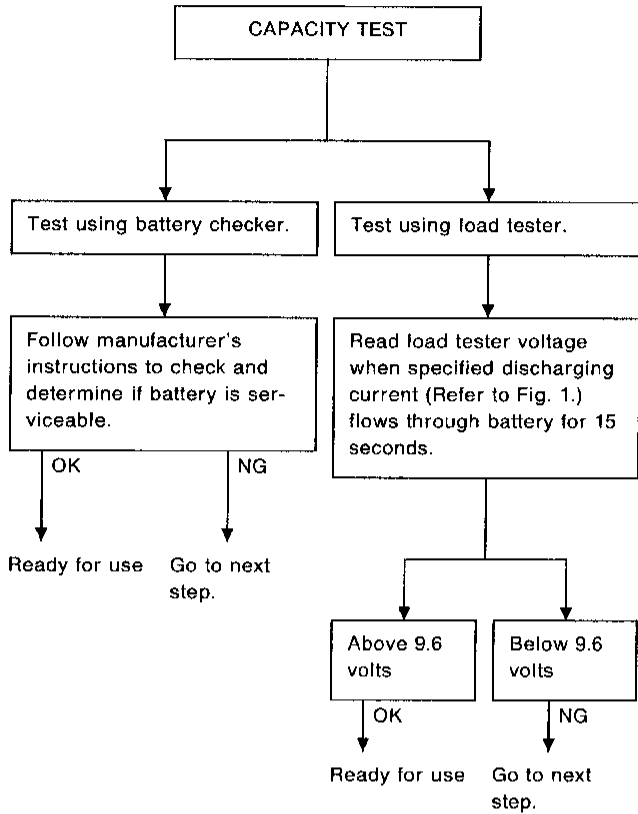 CAPACITY TEST
Test using battery checker.
Test using load tester.
Follow manufacturer's
instructions to check and
determine if battery is ser-
viceable.
Read load tester voltage
when specified discharging
current (Refer to Fig. 1.)
flows through battery for 15
seconds.
OK
NG
Ready for use
Go to next
step.
Above 9.6
volts
Below 9.6
volts
OK
NG
Ready for use
Go to next
step.